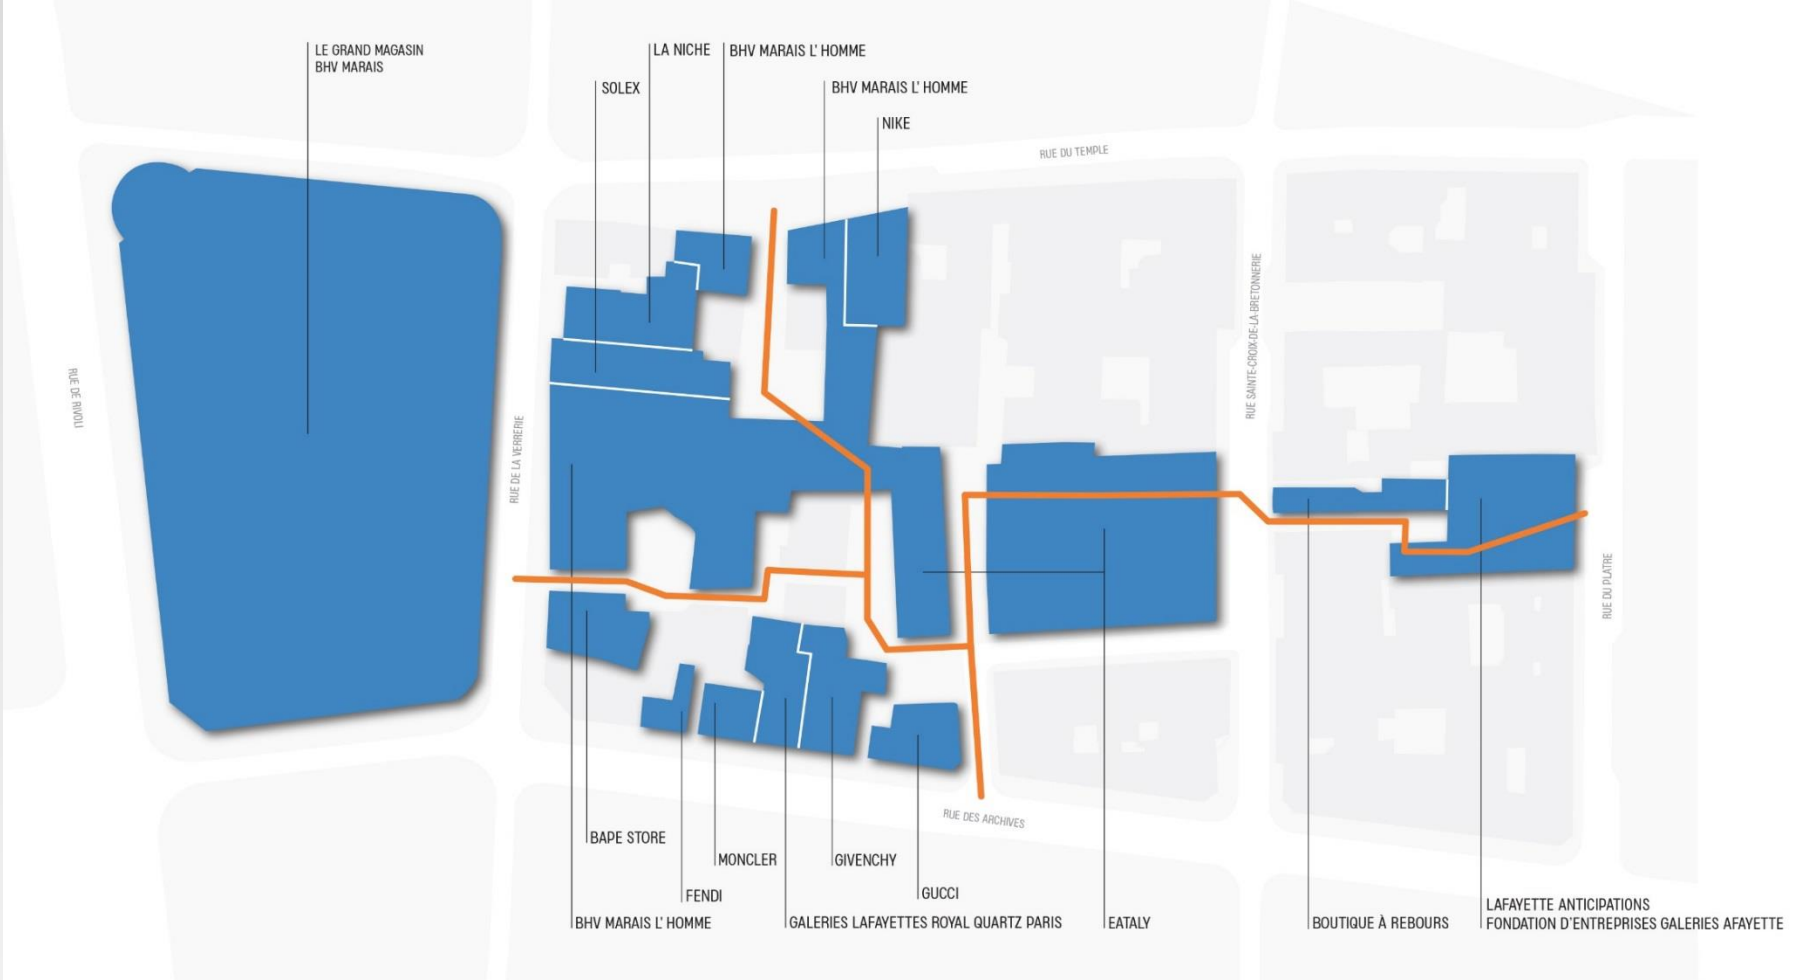 LE GRAND MAGASIN
BHV MARAIS
LA NICHE
BHV MARAIS L' HOMME
SOLEX
BHV MARAIS L' HOMME
NIKE
RUE DU TEMPLE
RUE SAINTE-CROIX-DE-LA-BRETONNERIE
RUE DE RIVOLI
RUE DE LA VERRERIE
RUE DU PLATRE
RUE DES ARCHIVES
BAPE STORE
MONCLER
GIVENCHY
FENDI
GUCCI
BHV MARAIS L' HOMME
GALERIES LAFAYETTES ROYAL QUARTZ PARIS
EATALY
BOUTIQUE À REBOURS
LAFAYETTE ANTICIPATIONS
FONDATION D'ENTREPRISES GALERIES AFAYETTE